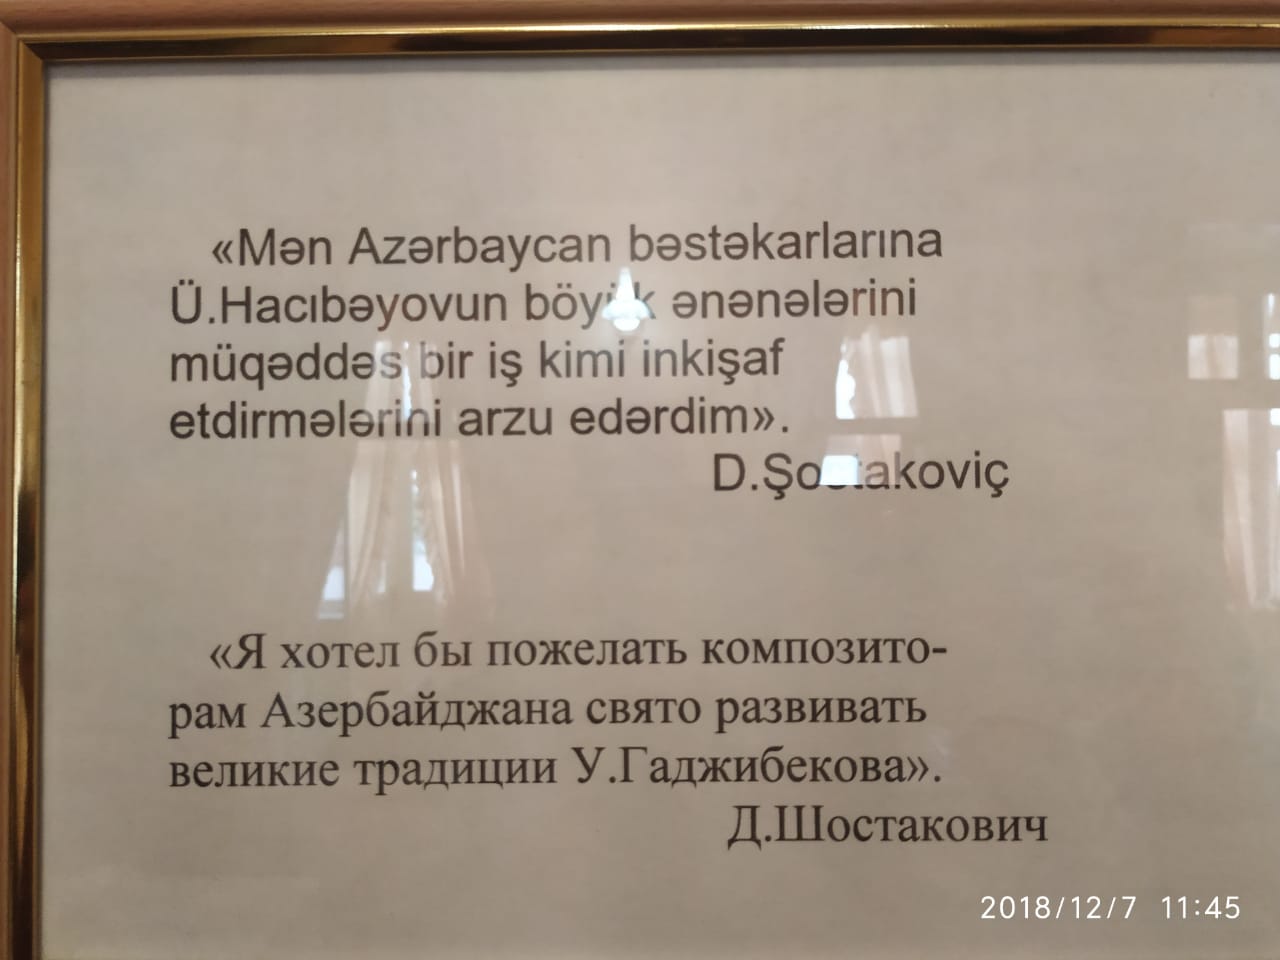 «Mən Azərbaycan bəstəkarlarına
Ü.Hacıbəyovun böyük ənənələrini
müqəddəs bir iş kimi inkişaf
etdirmələrini arzu edərdim».
D.Şostakoviç
«Я хотел бы пожелать композито-
рам Азербайджана свято развивать
великие традиции У.Гаджибекова».
Д.Шостакович
2018/12/7 11:45